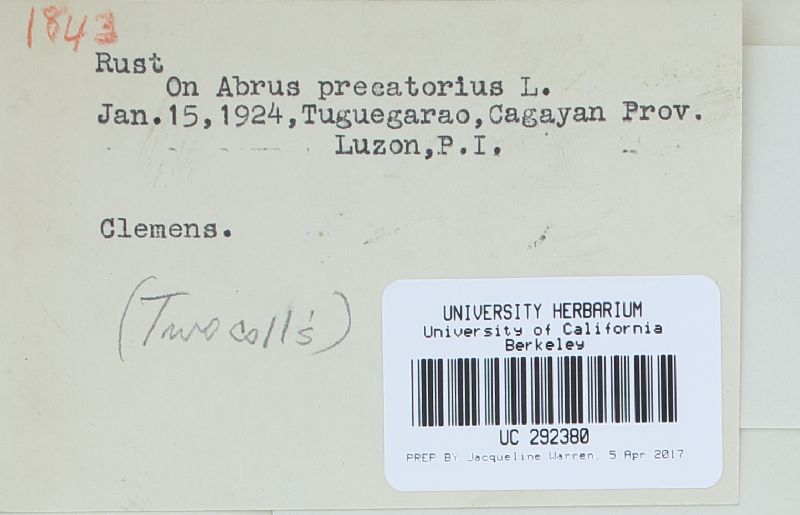 1843
Rust
On Abrus precatorius L.
Jan.15,1924,Tuguegarao,Cagayan Prov.
Luzon,P.I.
Clemens.
(Two coll's)
UNIVERSITY HERBARIUM
University of California
Berkeley
UC 292380
PREP BY Jacqueline Warren, 5 Apr 2017